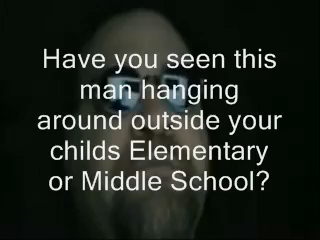 Have you seen this
man hanging
around outside your
childs Elementary
or Middle School?